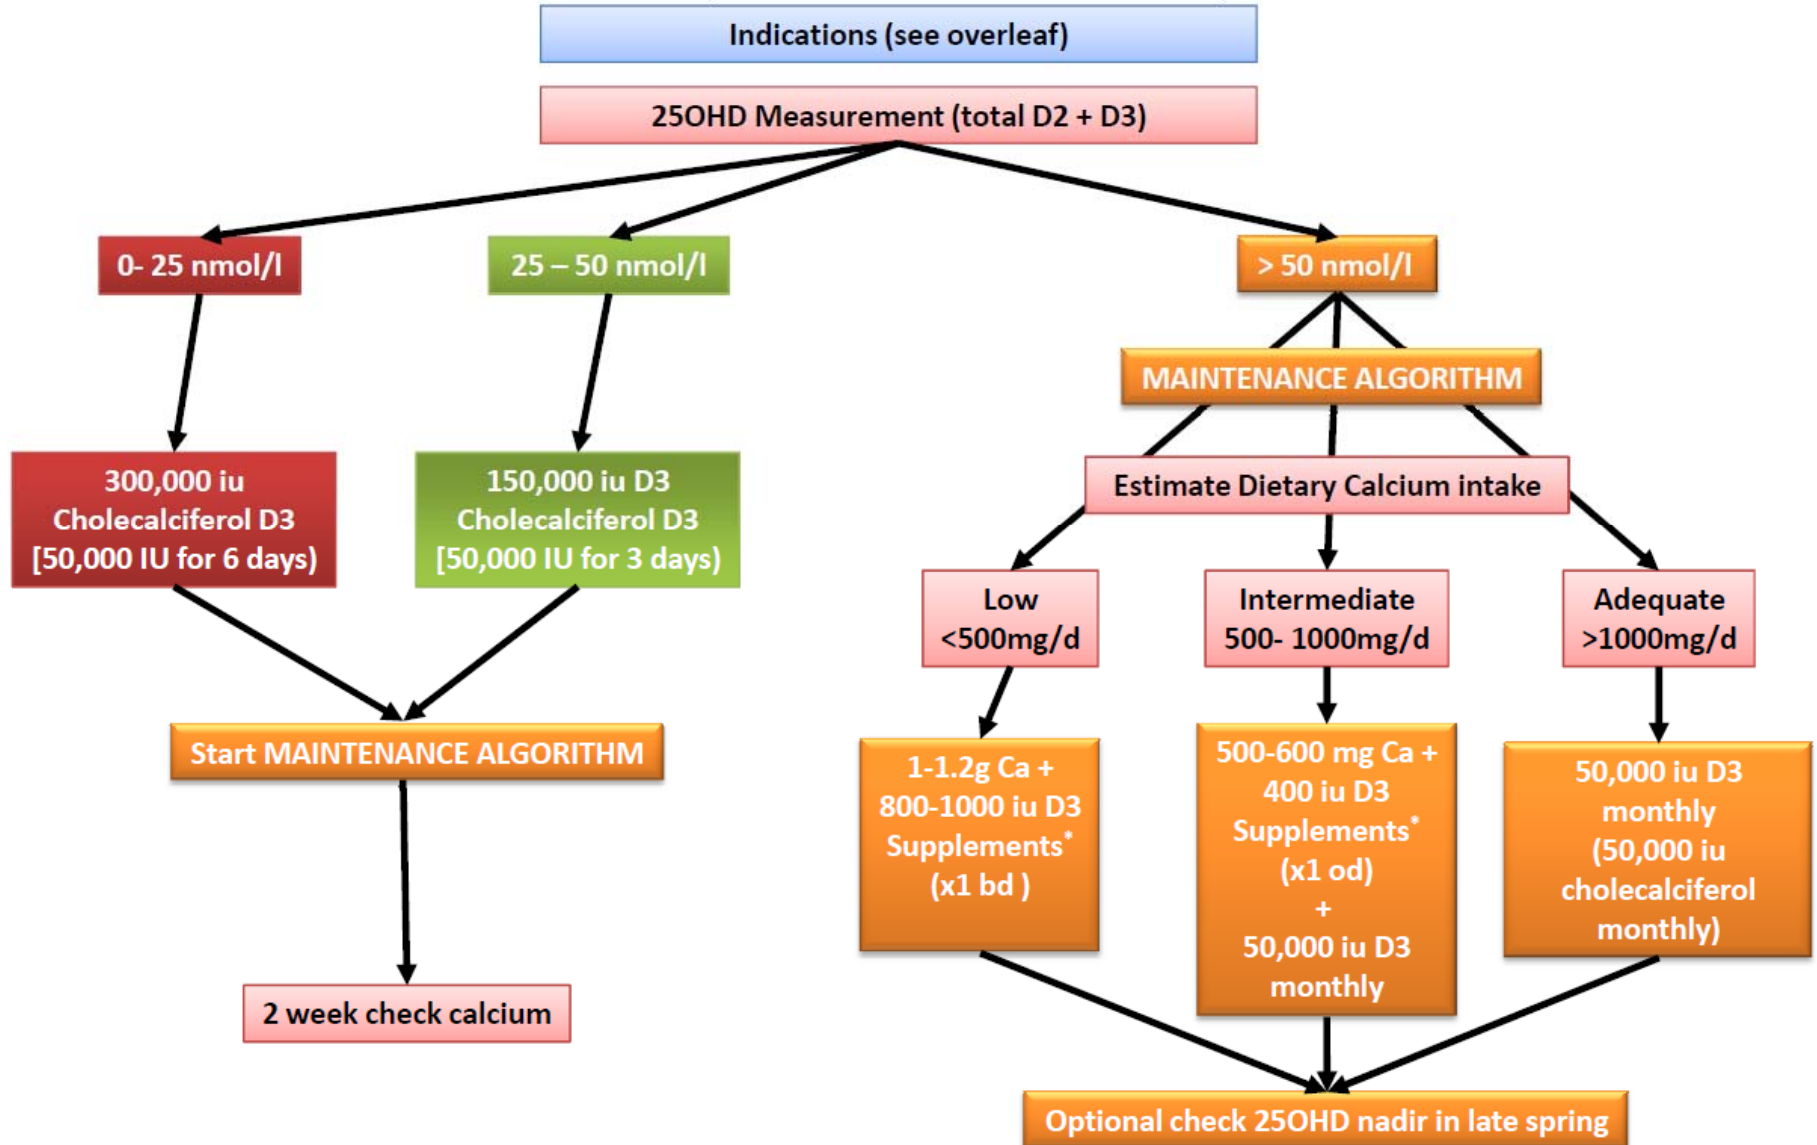 Indications (see overleaf)
25OHD Measurement (total D2 + D3)
0- 25 nmol/l
25 – 50 nmol/l
> 50 nmol/l
MAINTENANCE ALGORITHM
Estimate Dietary Calcium intake
300,000 iu
Cholecalciferol D3
[50,000 IU for 6 days)
150,000 iu D3
Cholecalciferol D3
[50,000 IU for 3 days)
Low
<500mg/d
Intermediate
500- 1000mg/d
Adequate
>1000mg/d
Start MAINTENANCE ALGORITHM
1-1.2g Ca +
800-1000 iu D3
Supplements*
(x1 bd )
500-600 mg Ca +
400 iu D3
Supplements*
(x1 od)
+
50,000 iu D3
monthly
50,000 iu D3
monthly
(50,000 iu
cholecalciferol
monthly)
2 week check calcium
Optional check 25OHD nadir in late spring